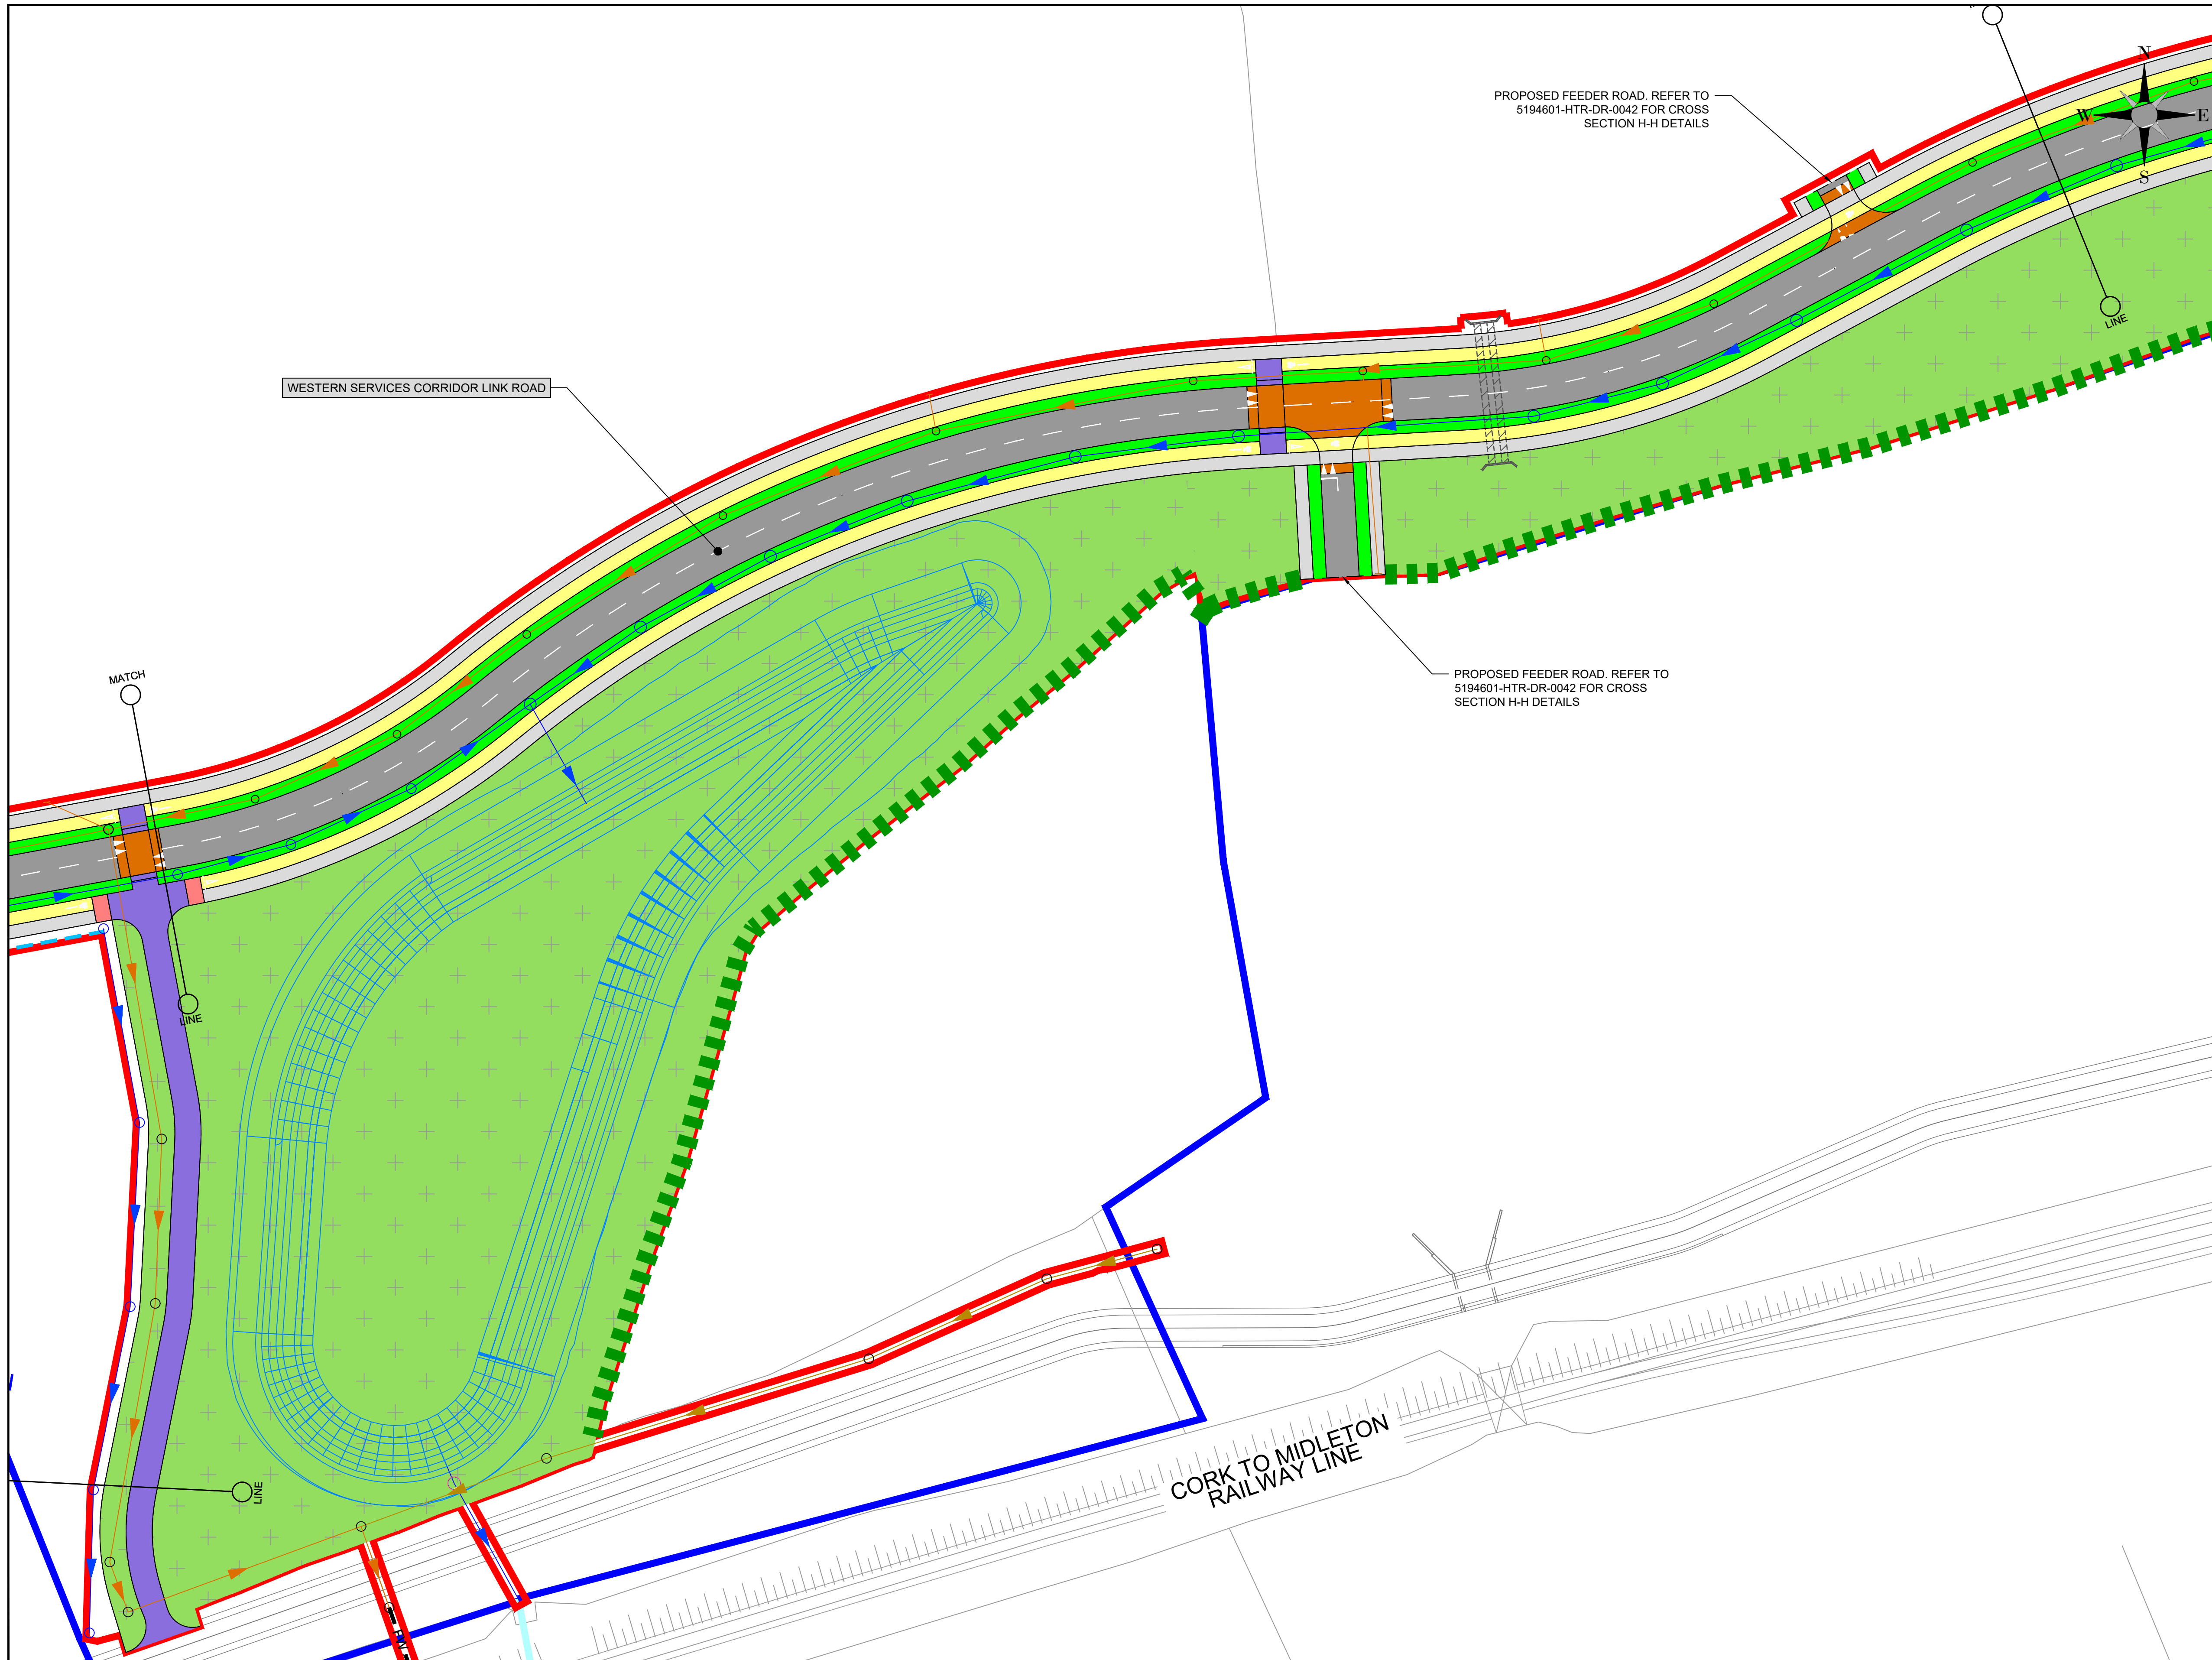 N
W
E
S
PROPOSED FEEDER ROAD. REFER TO
5194601-HTR-DR-0042 FOR CROSS
SECTION H-H DETAILS
LINE
WESTERN SERVICES CORRIDOR LINK ROAD
MATCH
PROPOSED FEEDER ROAD. REFER TO
5194601-HTR-DR-0042 FOR CROSS
SECTION H-H DETAILS
LINE
CORK TO MIDLETON
RAILWAY LINE
LINE